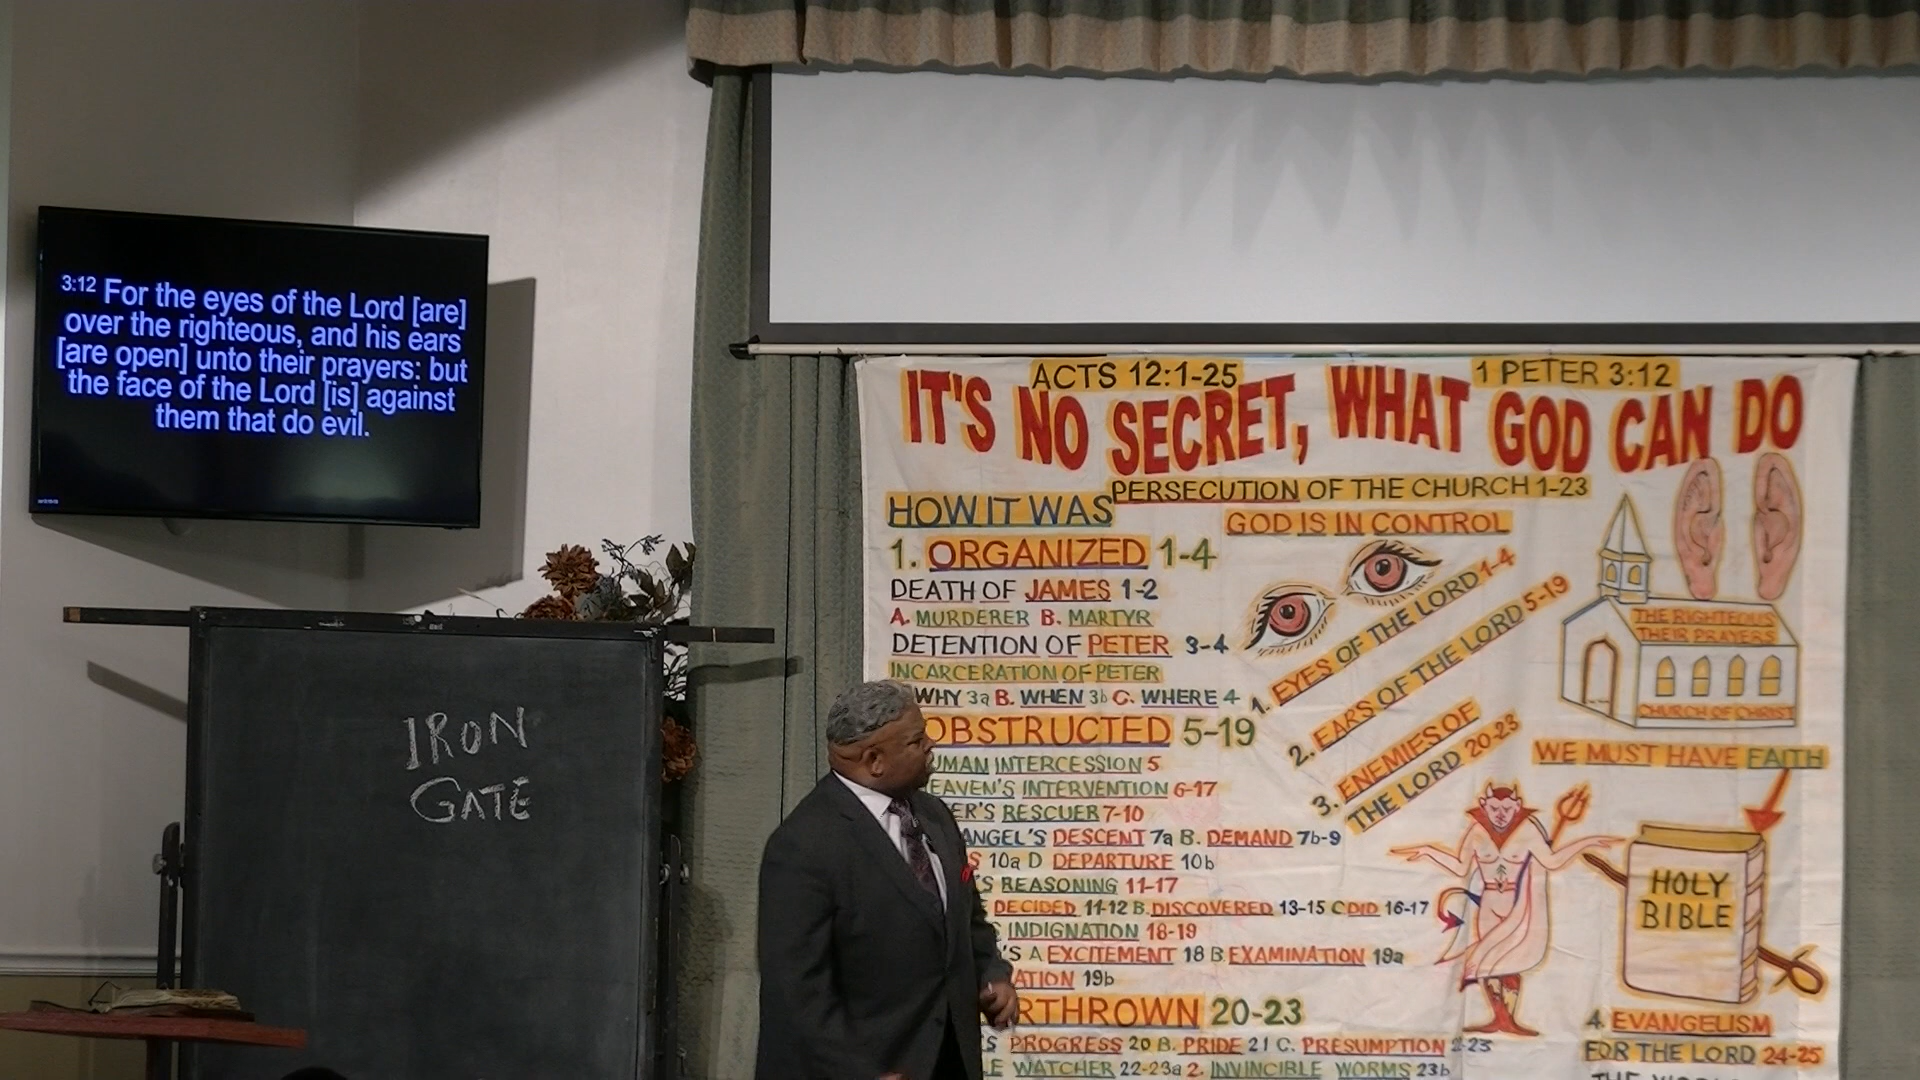 3:12 For the eyes of the Lord [are]
over the righteous, and his ears
[are open] unto their prayers: but
the face of the Lord [is] against
them that do evil.
IRON
GATE
ACTS 12:1-25
1 PETER 3:12
IT'S NO SECRET, WHAT GOD CAN DO
PERSECUTION OF THE CHURCH 1-23
HOW IT WAS
GOD IS IN CONTROL
1. ORGANIZED 1-4
DEATH OF JAMES 1-2
A. MURDERER B. MARTYR
DETENTION OF PETER 3-4
INCARCERATION OF PETER
WHY 3a B. WHEN 3b C. WHERE 4
OBSTRUCTED 5-19
UMAN INTERCESSION 5
EAVEN'S INTERVENTION 6-17
ER'S RESCUER 7-10
ANGEL'S DESCENT 7a B. DEMAND 7b-9
S 10a D DEPARTURE 10b
'S REASONING 11-17
DECIDED 11-12 B. DISCOVERED 13-15 C DID 16-17
INDIGNATION 18-19
'S A EXCITEMENT 18 B EXAMINATION 19a
ATION 19b
RTHROWN 20-23
S PROGRESS 20 B. PRIDE 21 C. PRESUMPTION 2-23
E WATCHER 22-23a 2. INVINCIBLE WORMS 23b
1. EYES OF THE LORD 1-4
2. EARS OF THE LORD 5-19
3. ENEMIES OF
THE LORD 20-23
THE RIGHTEOUS
THEIR PRAYERS
CHURCH OF CHRIST
WE MUST HAVE FAITH
HOLY
BIBLE
4. EVANGELISM
FOR THE LORD 24-25